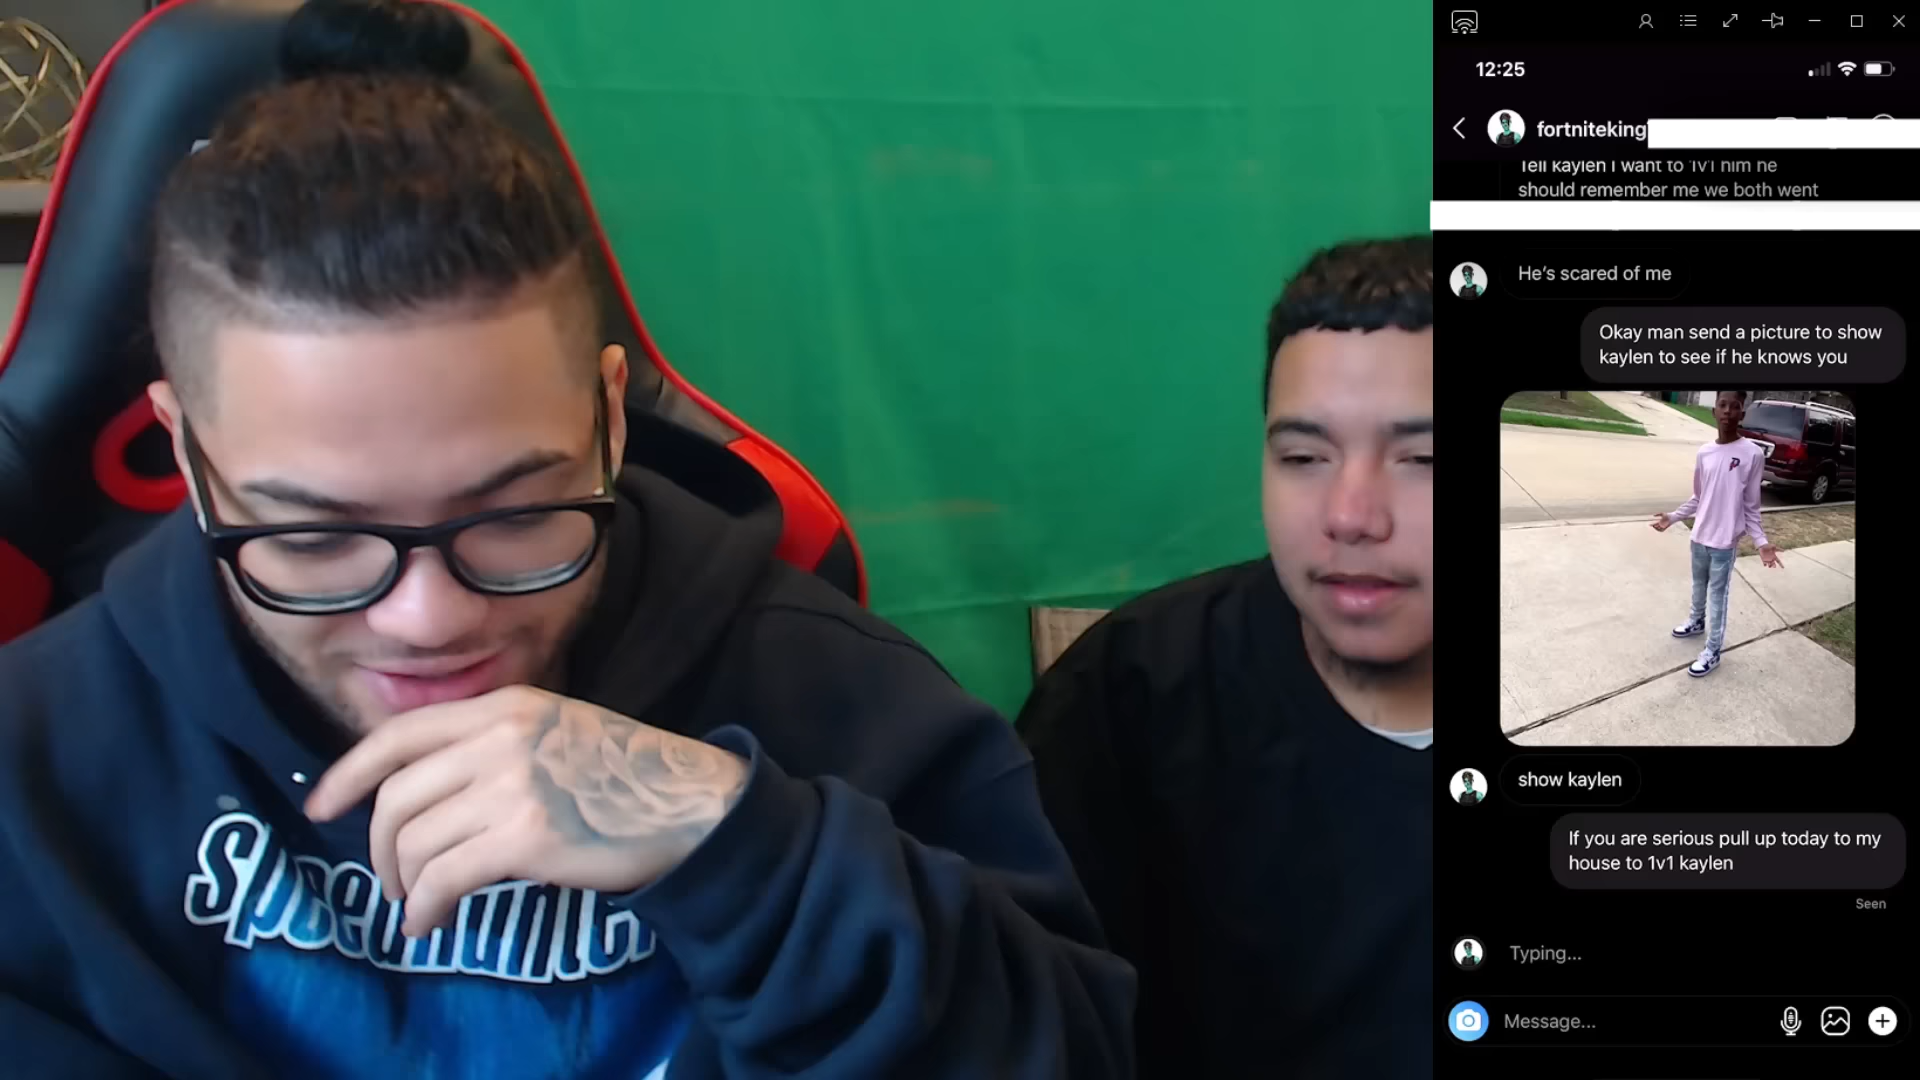 12:25
fortniteking
Tell kaylen I want to 1v1 him he
should remember me we both went
He's scared of me
Okay man send a picture to show
kaylen to see if he knows you
show kaylen
If you are serious pull up today to my
house to 1v1 kaylen
Seen
Typing...
Message...